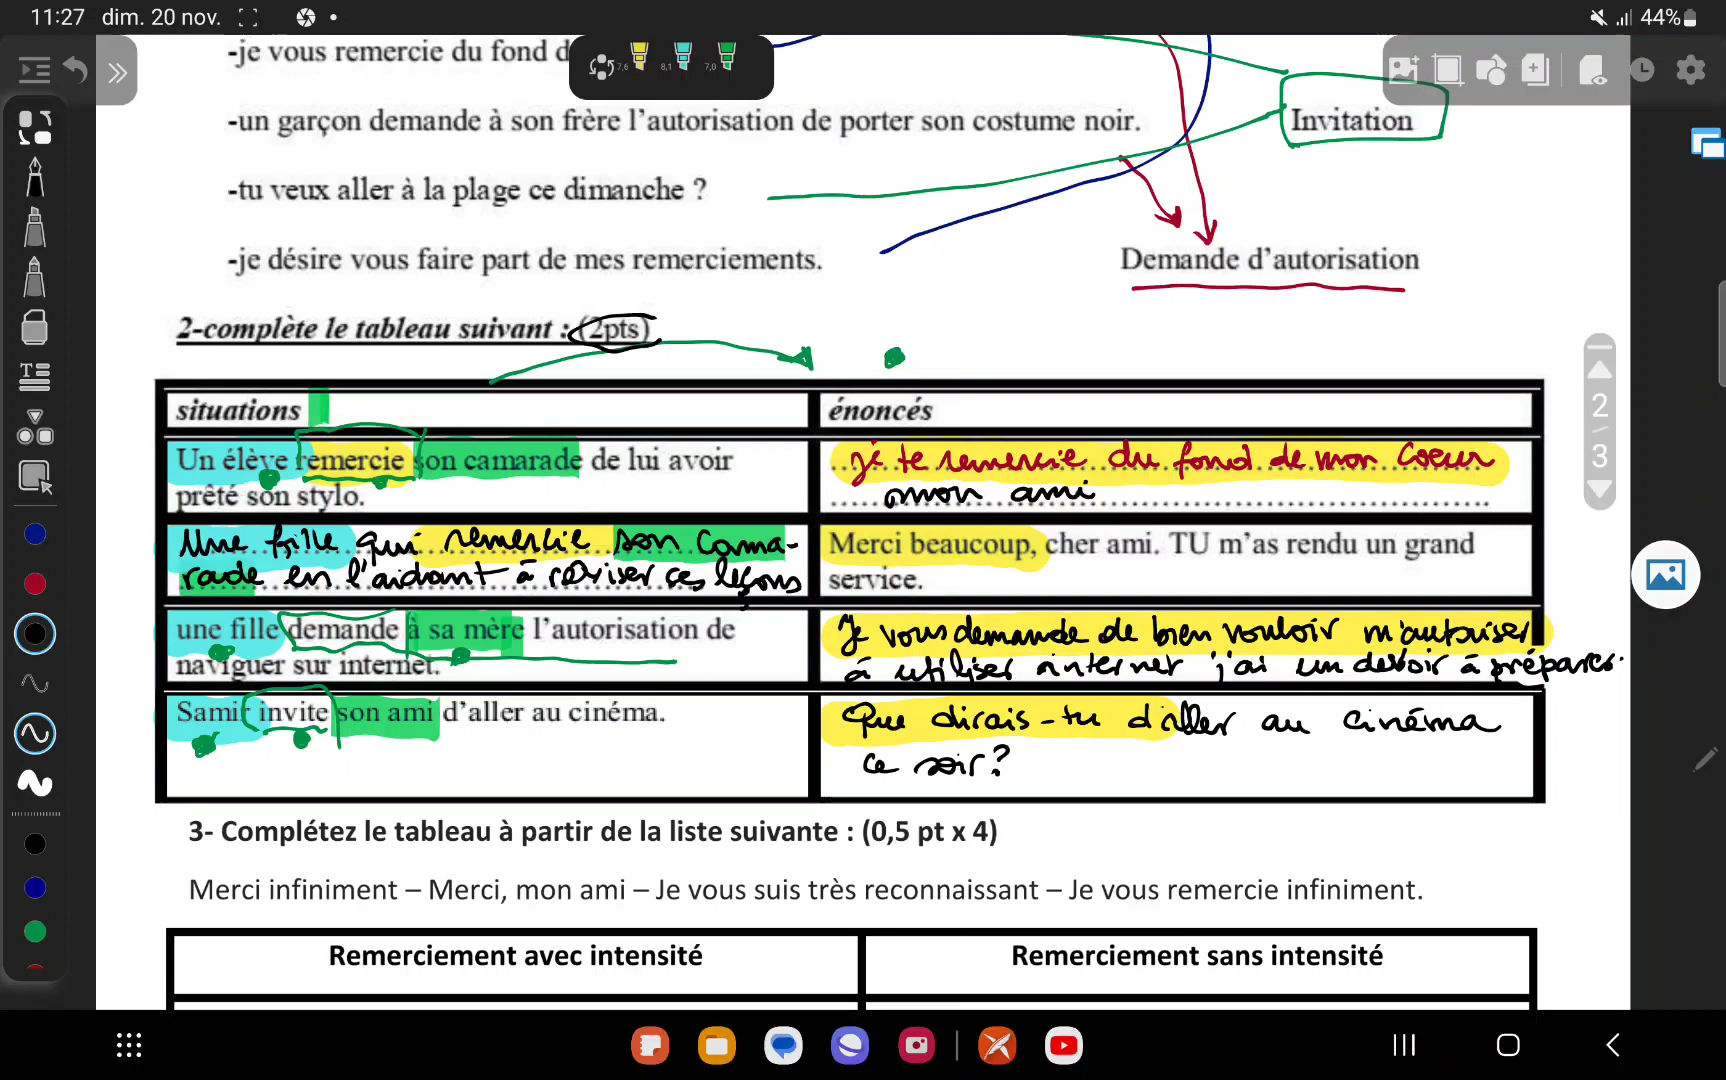 11:27 dim. 20 nov.
44%
-je vous remercie du fond d
7,6 8,1 7,0
-un garçon demande à son frère l’autorisation de porter son costume noir.
Invitation
-tu veux aller à la plage ce dimanche ?
-je désire vous faire part de mes remerciements.
Demande d’autorisation
2-complète le tableau suivant : (2pts)
situations
énoncés
Un élève remercie son camarade de lui avoir
prêté son stylo.
je te remercie du fond de mon coeur
mon ami
Une fille qui remercie son cama-
rade en l'aidant à réviser ces leçons
Merci beaucoup, cher ami. TU m’as rendu un grand
service.
une fille demande à sa mère l’autorisation de
naviguer sur internet.
Je vous demande de bien vouloir m'autoriser
à utiliser internet j'ai un devoir à préparer.
Samir invite son ami d’aller au cinéma.
Que dirais-tu d'aller au cinéma
ce soir?
2
3
3- Complétez le tableau à partir de la liste suivante : (0,5 pt x 4)
Merci infiniment – Merci, mon ami – Je vous suis très reconnaissant – Je vous remercie infiniment.
Remerciement avec intensité
Remerciement sans intensité